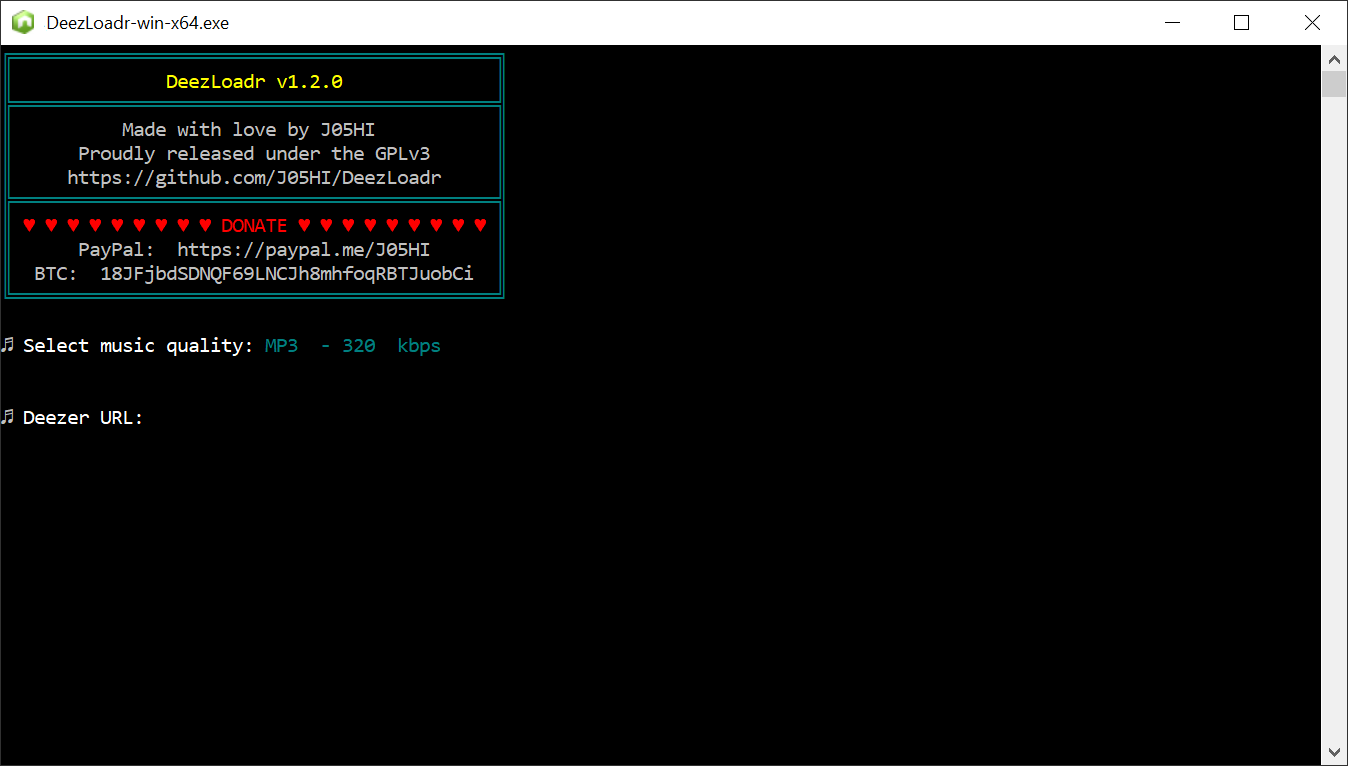 DeezLoadr-win-x64.exe
DeezLoadr v1.2.0
Made with love by J05HI
Proudly released under the GPLv3
https://github.com/J05HI/DeezLoadr
♥ ♥ ♥ ♥ ♥ ♥ ♥ ♥ ♥ DONATE ♥ ♥ ♥ ♥ ♥ ♥ ♥ ♥ ♥
PayPal:  https://paypal.me/J05HI
BTC:  18JFjbdSDNQF69LNCJh8mhfoqRBTJuobCi
♫ Select music quality: MP3  - 320  kbps
♫ Deezer URL: